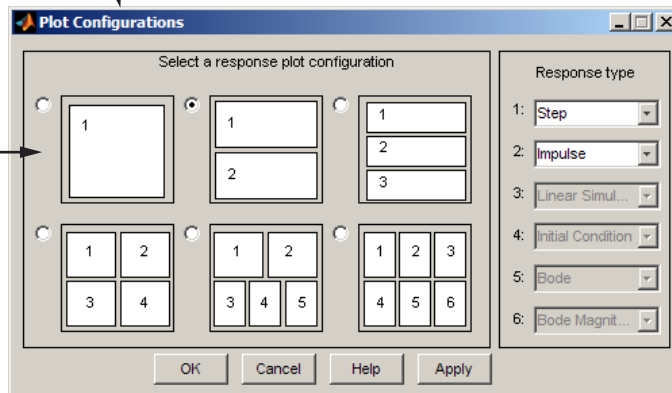 Plot Configurations
Select a response plot configuration
1
1
2
1
2
3
1 2
3 4
1 2
3 4 5
1 2 3
4 5 6
Response type
1: Step
2: Impulse
3: Linear Simul...
4: Initial Condition
5: Bode
6: Bode Magnit...
OK Cancel Help Apply